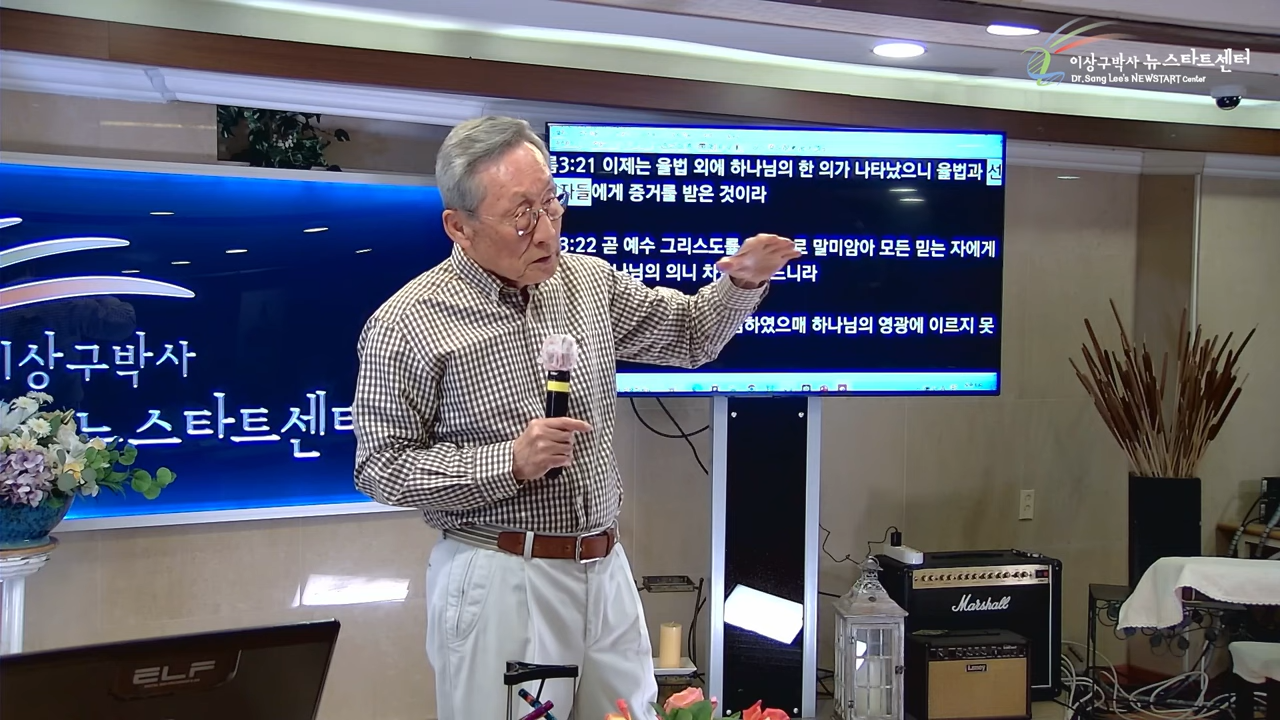 이상구박사 뉴스타트센터
Dr. Sang Lee's NEWSTART Center
3:21 이제는 율법 외에 하나님의 한 의가 나타났으니 율법과 선
자들에게 증거를 받은 것이라
3:22 곧 예수 그리스도를 로 말미암아 모든 믿는 자에게
의 의니 차
니라
하였으매 하나님의 영광에 이르지 못
이상구박사
뉴스타트센터
ELF
Marshall
Laney